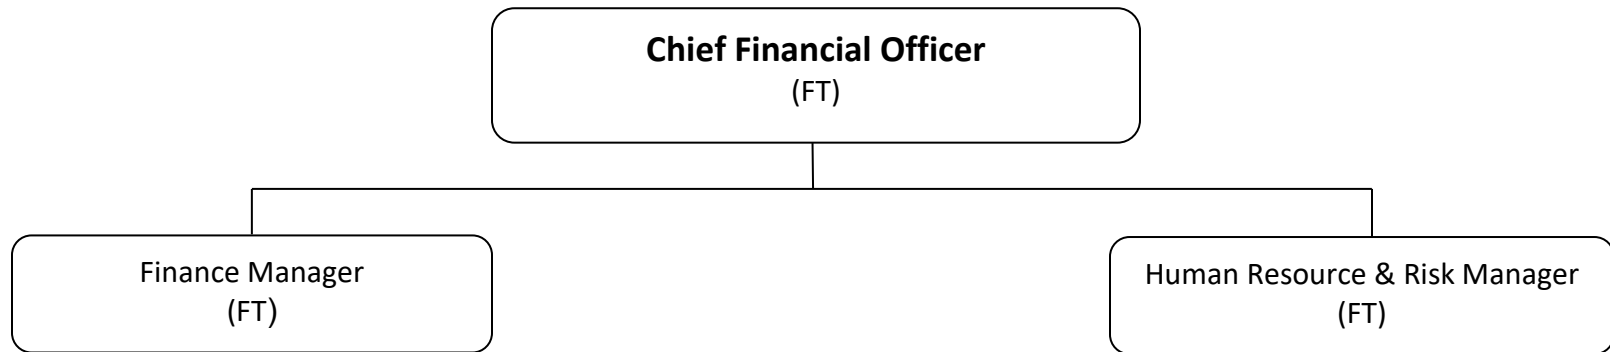 Chief Financial Officer
(FT)
Finance Manager
(FT)
Human Resource & Risk Manager
(FT)